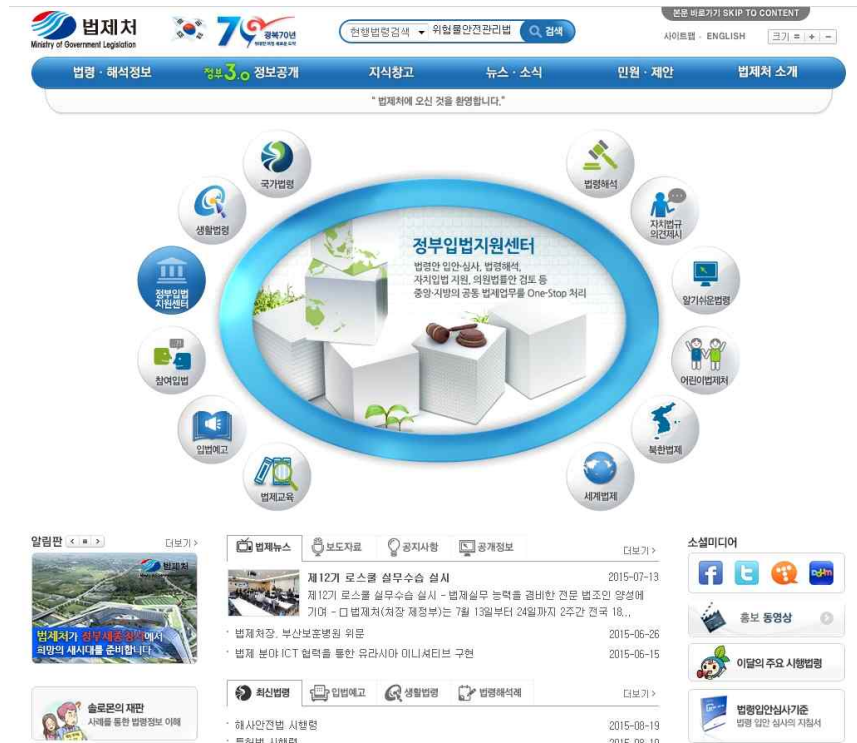 법제처
Ministry of Government Legislation
광복70년
현행법령검색 위험물안전관리법 검색
본문 바로가기 SKIP TO CONTENT
사이트맵 · ENGLISH 크기 = + -
법령 · 해석정보 정부3.0 정보공개 지식창고 뉴스 · 소식 민원 · 제안 법제처 소개
" 법제처에 오신 것을 환영합니다."
국가법령
생활법령
정부입법
지원센터
참여입법
입법예고
법제교육
정부입법지원센터
법령안 입안·심사, 법령해석,
자치입법 지원, 의원법률안 검토 등
중앙·지방의 공통 법제업무를 One-Stop 처리
법령해석
자치법규
의견제시
알기쉬운법령
어린이법제처
북한법제
세계법제
알림판 더보기 >
법제처
법제처가 정부세종청사에서
희망의 새시대를 준비합니다
솔로몬의 재판
사례를 통한 법령정보 이해
법제뉴스 보도자료 공지사항 공개정보 더보기 >
제12기 로스쿨 실무수습 실시 2015-07-13
제12기 로스쿨 실무수습 실시 - 법제실무 능력을 겸비한 전문 법조인 양성에
기여 - □ 법제처(처장 제정부)는 7월 13일부터 24일까지 2주간 전국 18...
· 법제처장, 부산보훈병원 위문 2015-06-26
· 법제 분야 ICT 협력을 통한 유라시아 이니셔티브 구현 2015-06-15
최신법령 입법예고 생활법령 법령해석례 더보기 >
· 해사안전법 시행령 2015-08-19
· 특허법 시행령 2015-08-19
소셜미디어
홍보 동영상
이달의 주요 시행법령
법령입안심사기준
법령 입안 심사의 지침서